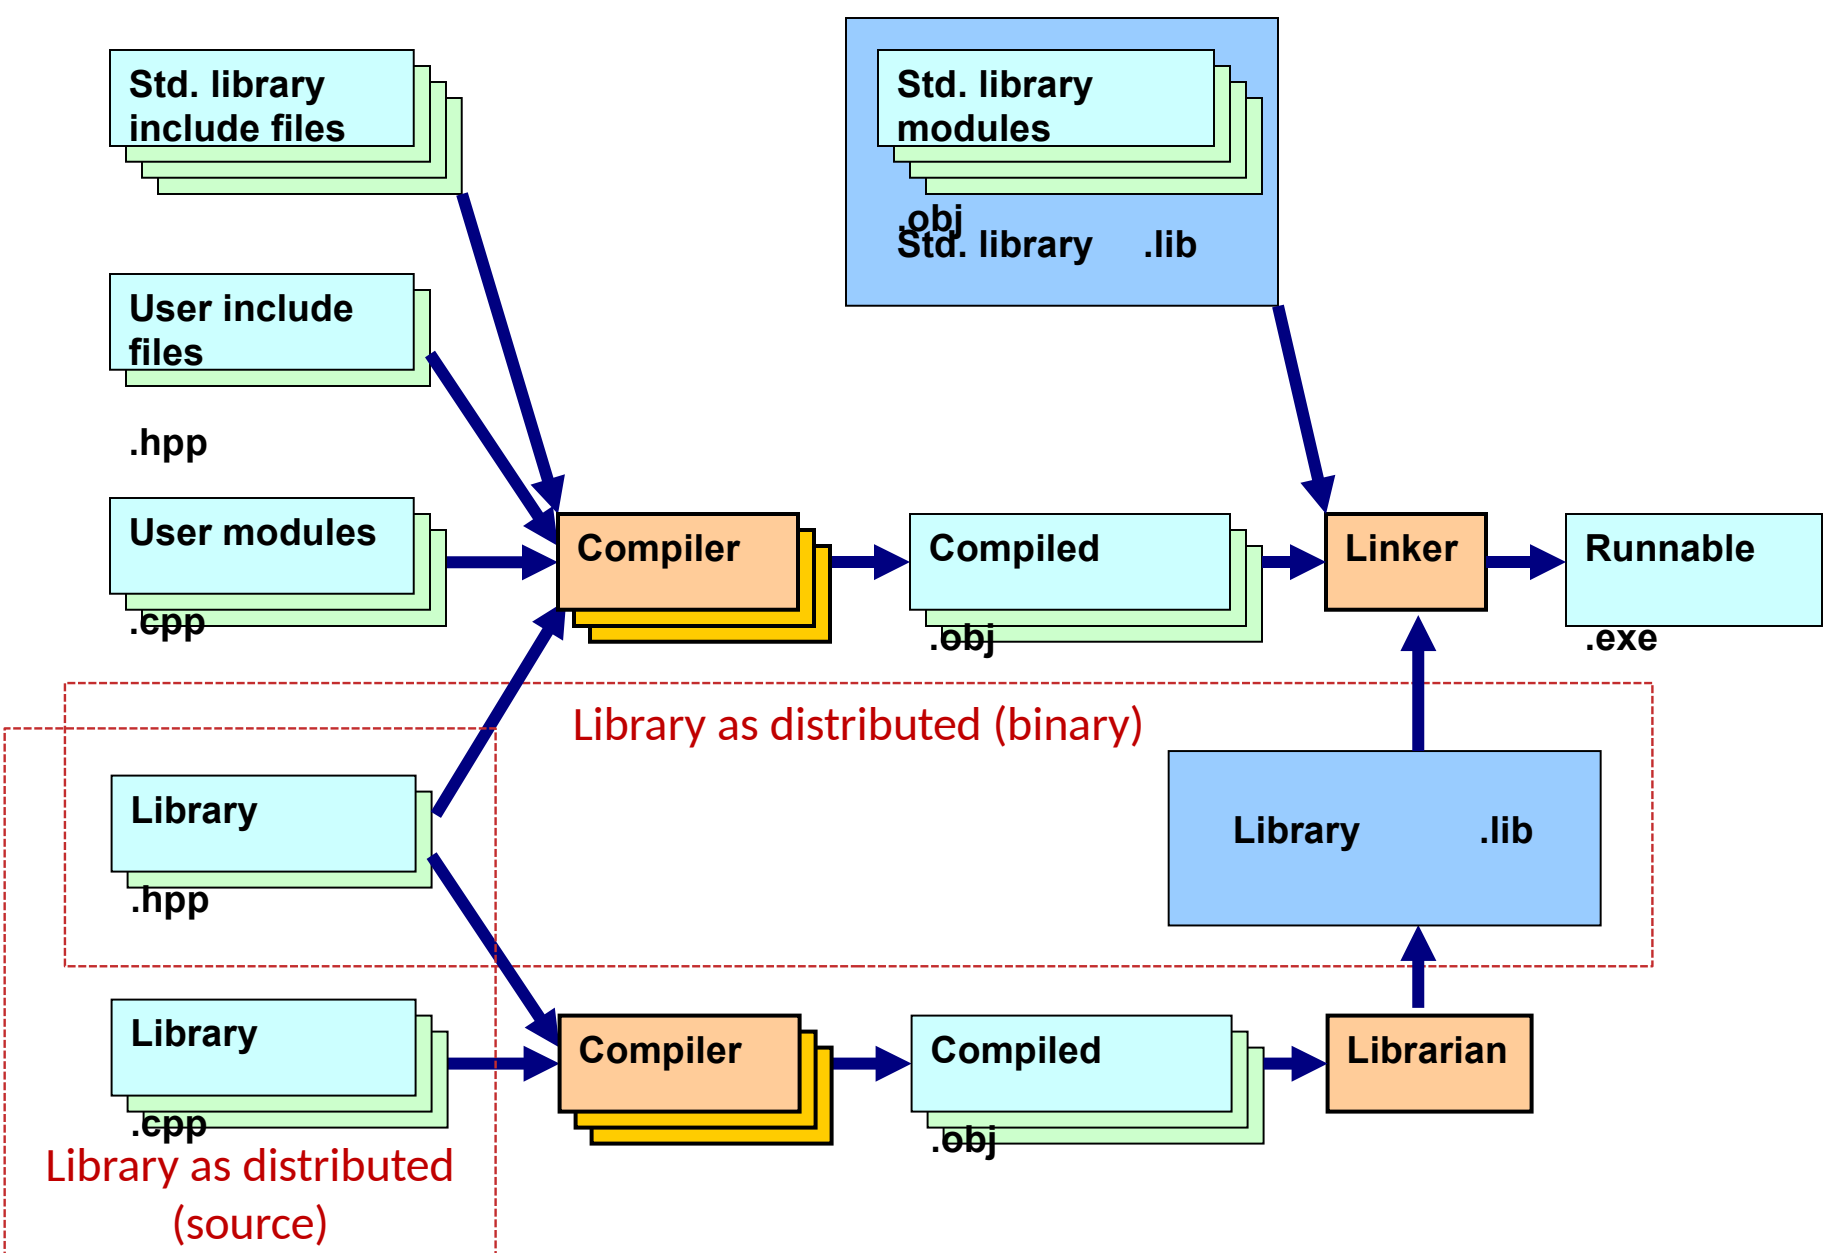 Std. library
include files
Std. library
modules
.obj
Std. library .lib
User include
files
.hpp
User modules
.cpp
Compiler
Compiled
.obj
Linker
Runnable
.exe
Library as distributed (binary)
Library
.hpp
Library .lib
Library
.cpp
Compiler
Compiled
.obj
Librarian
Library as distributed
(source)